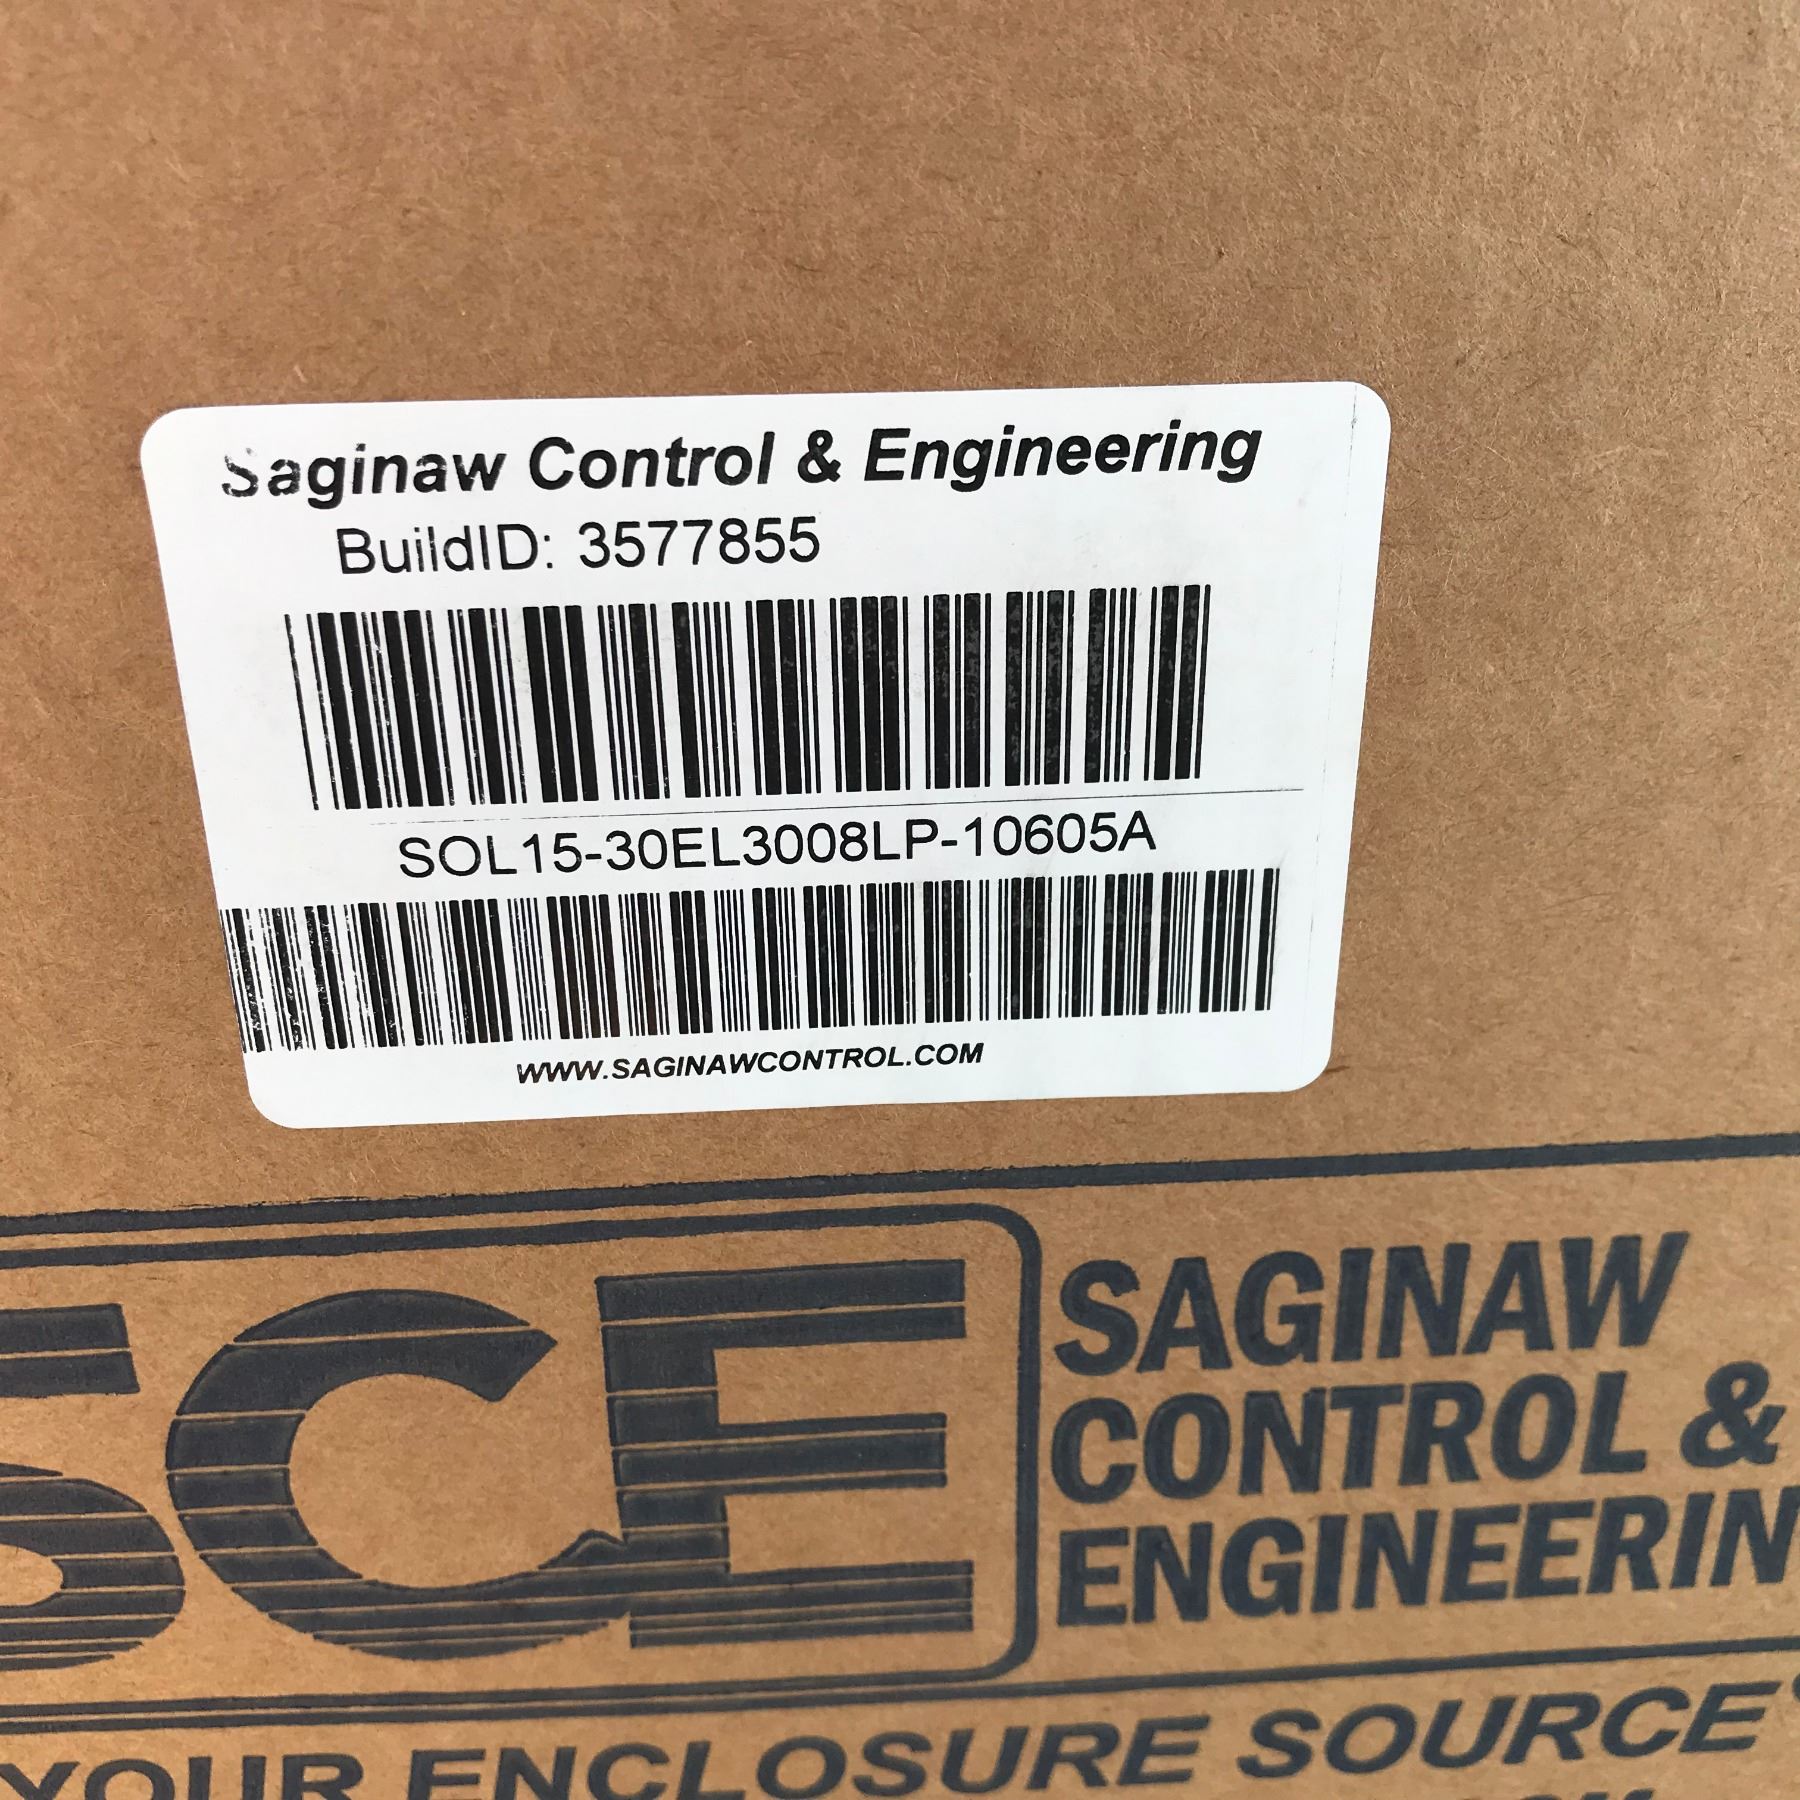 Saginaw Control & Engineering
BuildID: 3577855
SOL15-30EL3008LP-10605A
WWW.SAGINAWCONTROL.COM
SCE
SAGINAW
CONTROL &
ENGINEERIN
YOUR ENCLOSURE SOURCE